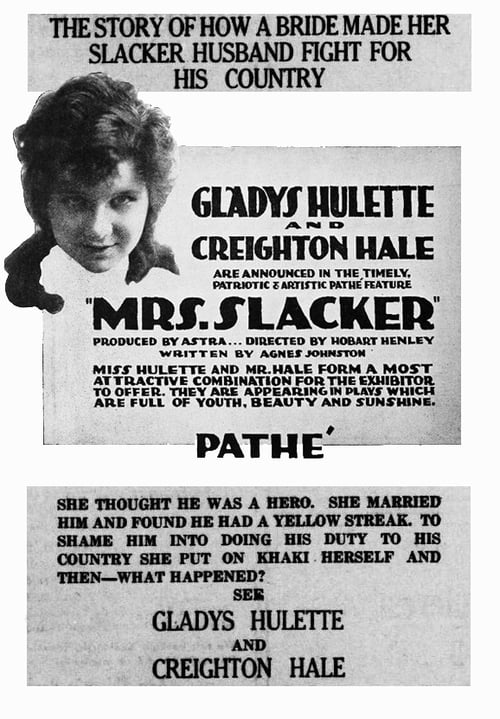 THE STORY OF HOW A BRIDE MADE HER
SLACKER HUSBAND FIGHT FOR
HIS COUNTRY
GLADYS HULETTE
AND
CREIGHTON HALE
ARE ANNOUNCED IN THE TIMELY,
PATRIOTIC & ARTISTIC PATHÉ FEATURE
"MRS. SLACKER"
PRODUCED BY ASTRA... DIRECTED BY HOBART HENLEY
WRITTEN BY AGNES JOHNSTON
MISS HULETTE AND MR. HALE FORM A MOST
ATTRACTIVE COMBINATION FOR THE EXHIBITOR
TO OFFER. THEY ARE APPEARING IN PLAYS WHICH
ARE FULL OF YOUTH, BEAUTY AND SUNSHINE.
PATHÉ
SHE THOUGHT HE WAS A HERO. SHE MARRIED
HIM AND FOUND HE HAD A YELLOW STREAK. TO
SHAME HIM INTO DOING HIS DUTY TO HIS
COUNTRY SHE PUT ON KHAKI HERSELF AND
THEN—WHAT HAPPENED?
SEE
GLADYS HULETTE
AND
CREIGHTON HALE